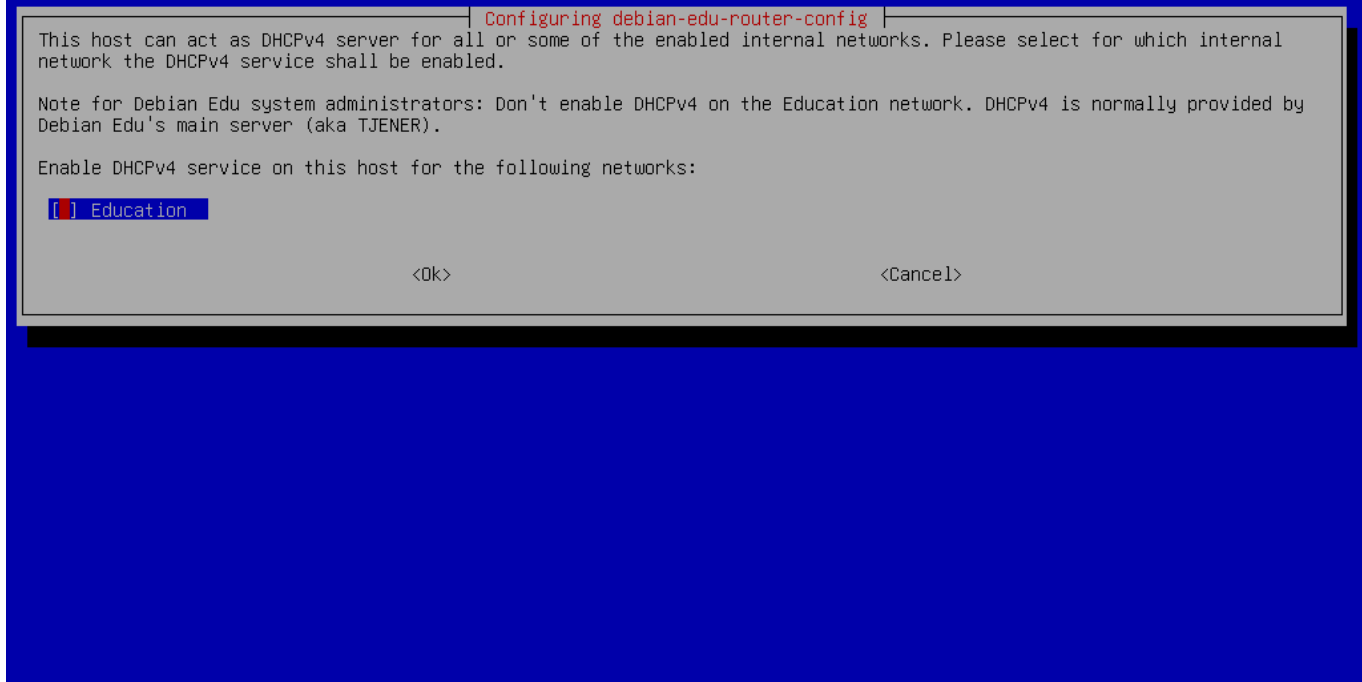 Configuring debian-edu-router-config
This host can act as DHCPv4 server for all or some of the enabled internal networks. Please select for which internal
network the DHCPv4 service shall be enabled.
Note for Debian Edu system administrators: Don't enable DHCPv4 on the Education network. DHCPv4 is normally provided by
Debian Edu's main server (aka TJENER).
Enable DHCPv4 service on this host for the following networks:
[ ] Education
<Ok> <Cancel>